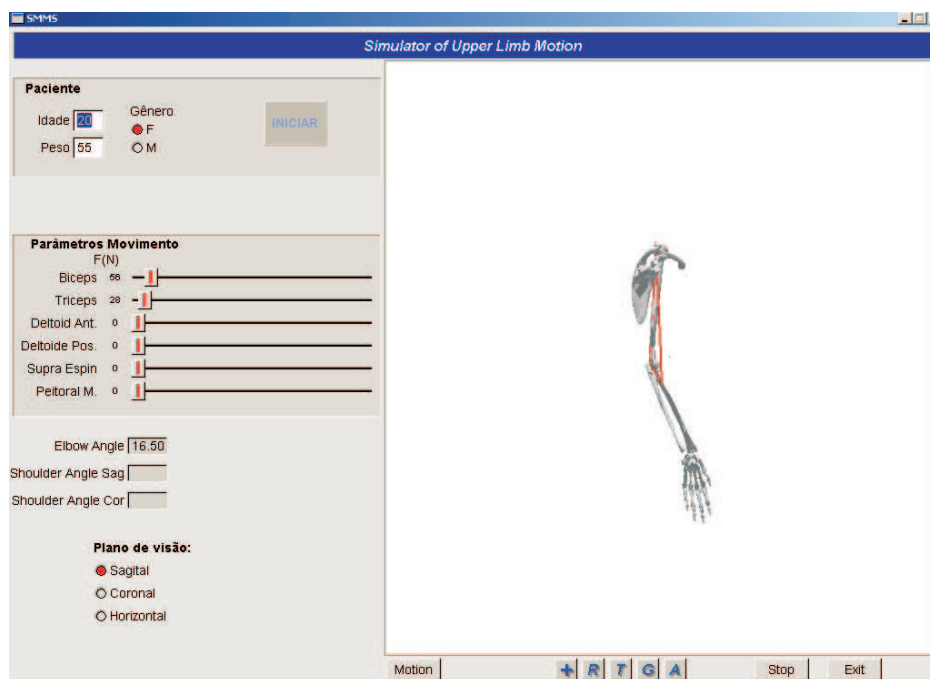 SMMS
Simulator of Upper Limb Motion
Paciente
Idade 20
Gênero
F
Peso 55
M
INICIAR
Parâmetros Movimento
F(N)
Biceps 56
Triceps 28
Deltoid Ant. 0
Deltoide Pos. 0
Supra Espin 0
Peitoral M. 0
Elbow Angle 16.50
Shoulder Angle Sag
Shoulder Angle Cor
Plano de visão:
Sagital
Coronal
Horizontal
Motion + R T G A Stop Exit